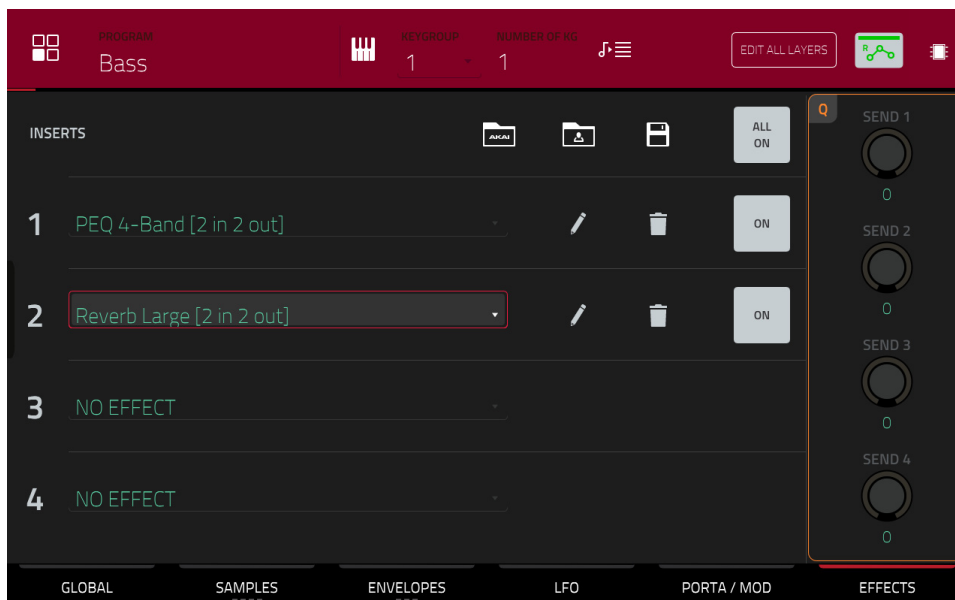 PROGRAM
Bass
KEYGROUP
1
NUMBER OF KG
1
EDIT ALL LAYERS
R
INSERTS
AKAI
ALL
ON
Q
SEND 1
0
1
PEQ 4-Band [2 in 2 out]
ON
SEND 2
0
2
Reverb Large [2 in 2 out]
ON
SEND 3
0
3
NO EFFECT
SEND 4
0
4
NO EFFECT
GLOBAL
SAMPLES
ENVELOPES
LFO
PORTA / MOD
EFFECTS